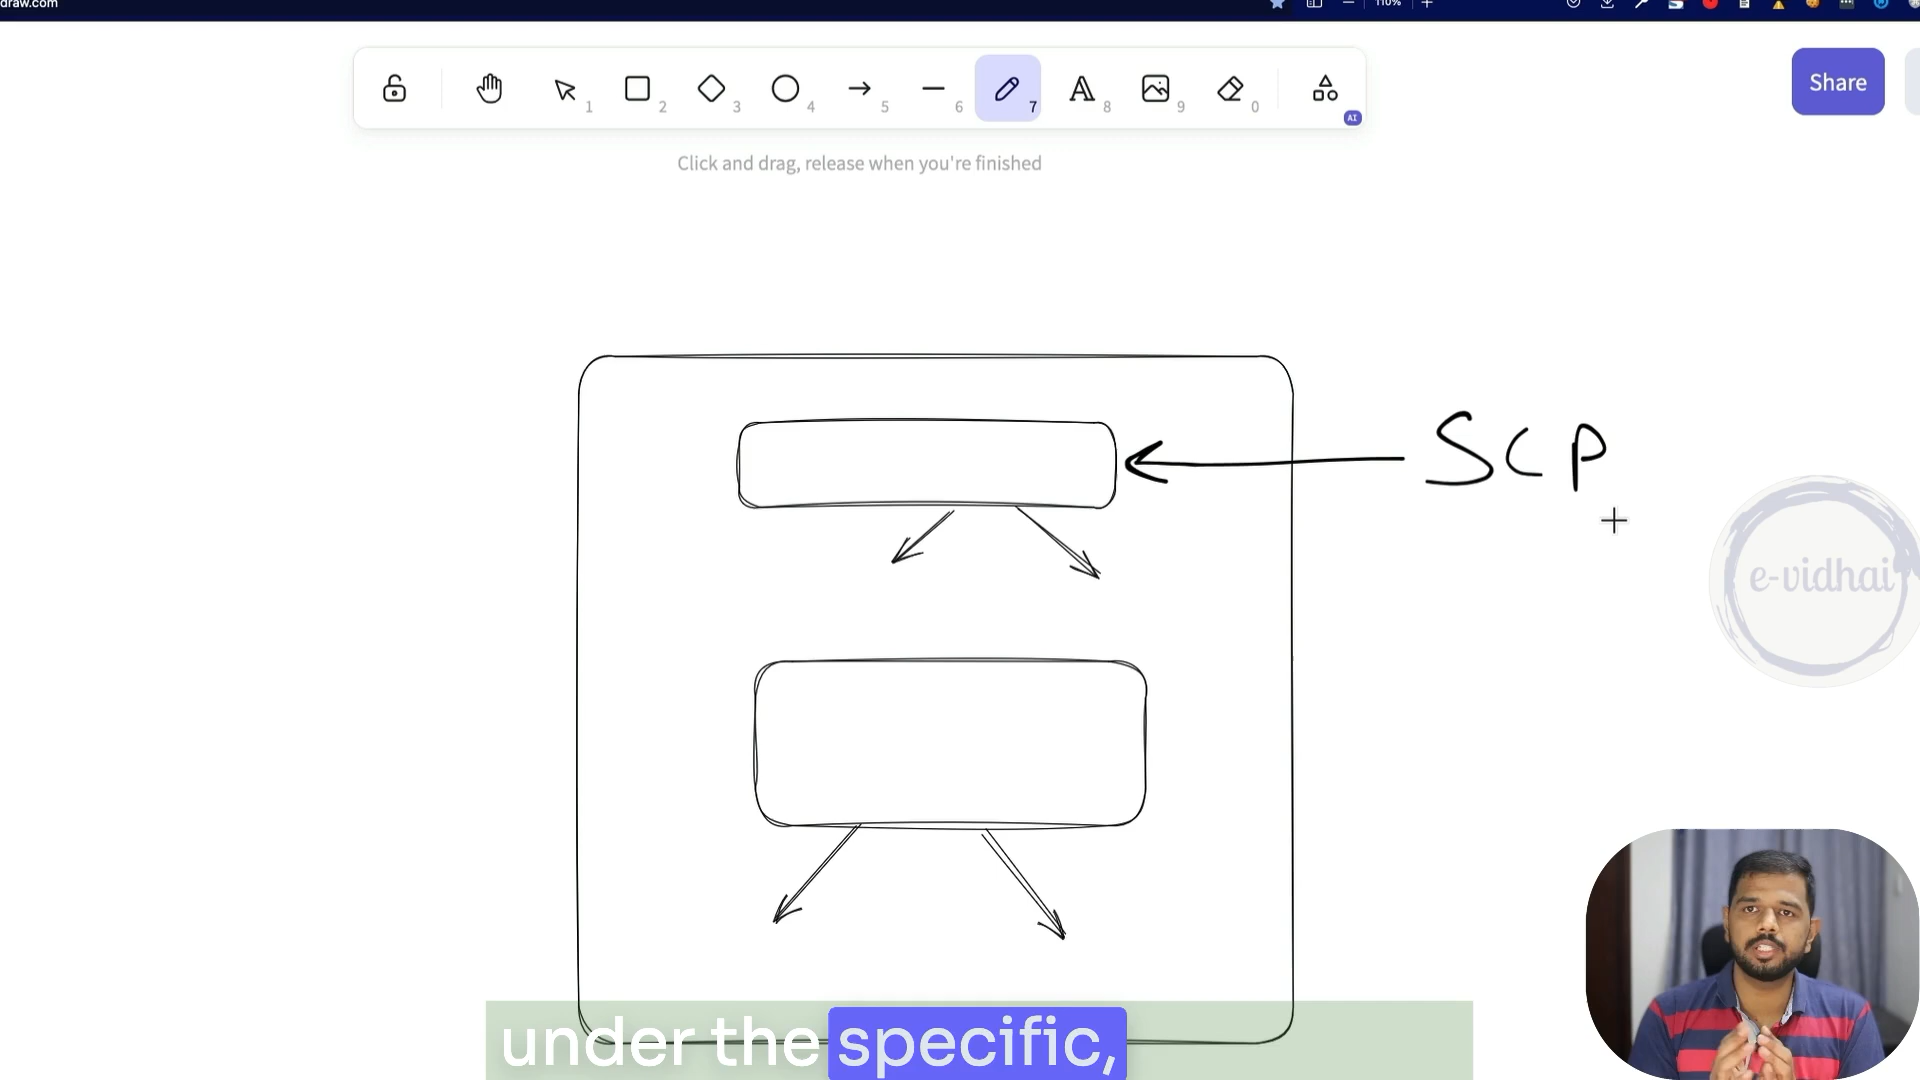 draw.com
110%
Share
1
2
3
4
5
6
7
8
9
0
AI
Click and drag, release when you're finished
SCP
e-vidhai
under the specific,